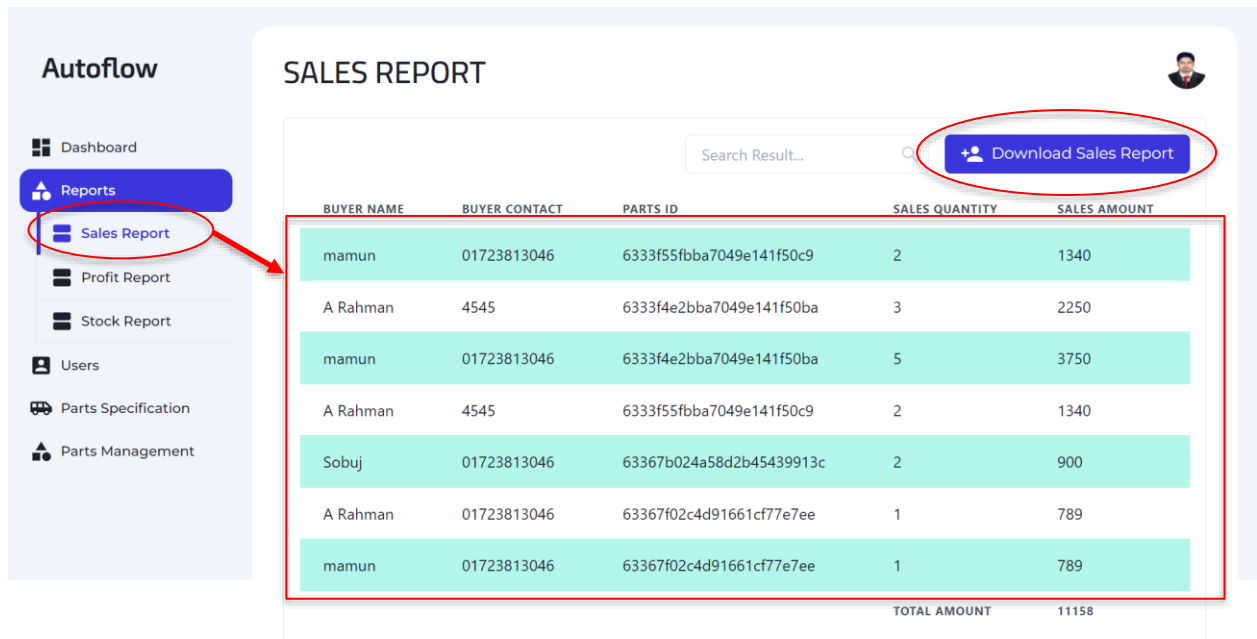 Autoflow
SALES REPORT
Dashboard
Search Result...
Download Sales Report
Reports
BUYER NAME BUYER CONTACT PARTS ID SALES QUANTITY SALES AMOUNT
Sales Report
mamun 01723813046 6333f55fbba7049e141f50c9 2 1340
Profit Report
A Rahman 4545 6333f4e2bba7049e141f50ba 3 2250
Stock Report
mamun 01723813046 6333f4e2bba7049e141f50ba 5 3750
Users
Parts Specification
A Rahman 4545 6333f55fbba7049e141f50c9 2 1340
Parts Management
Sobuj 01723813046 63367b024a58d2b45439913c 2 900
A Rahman 01723813046 63367f02c4d91661cf77e7ee 1 789
mamun 01723813046 63367f02c4d91661cf77e7ee 1 789
TOTAL AMOUNT 11158